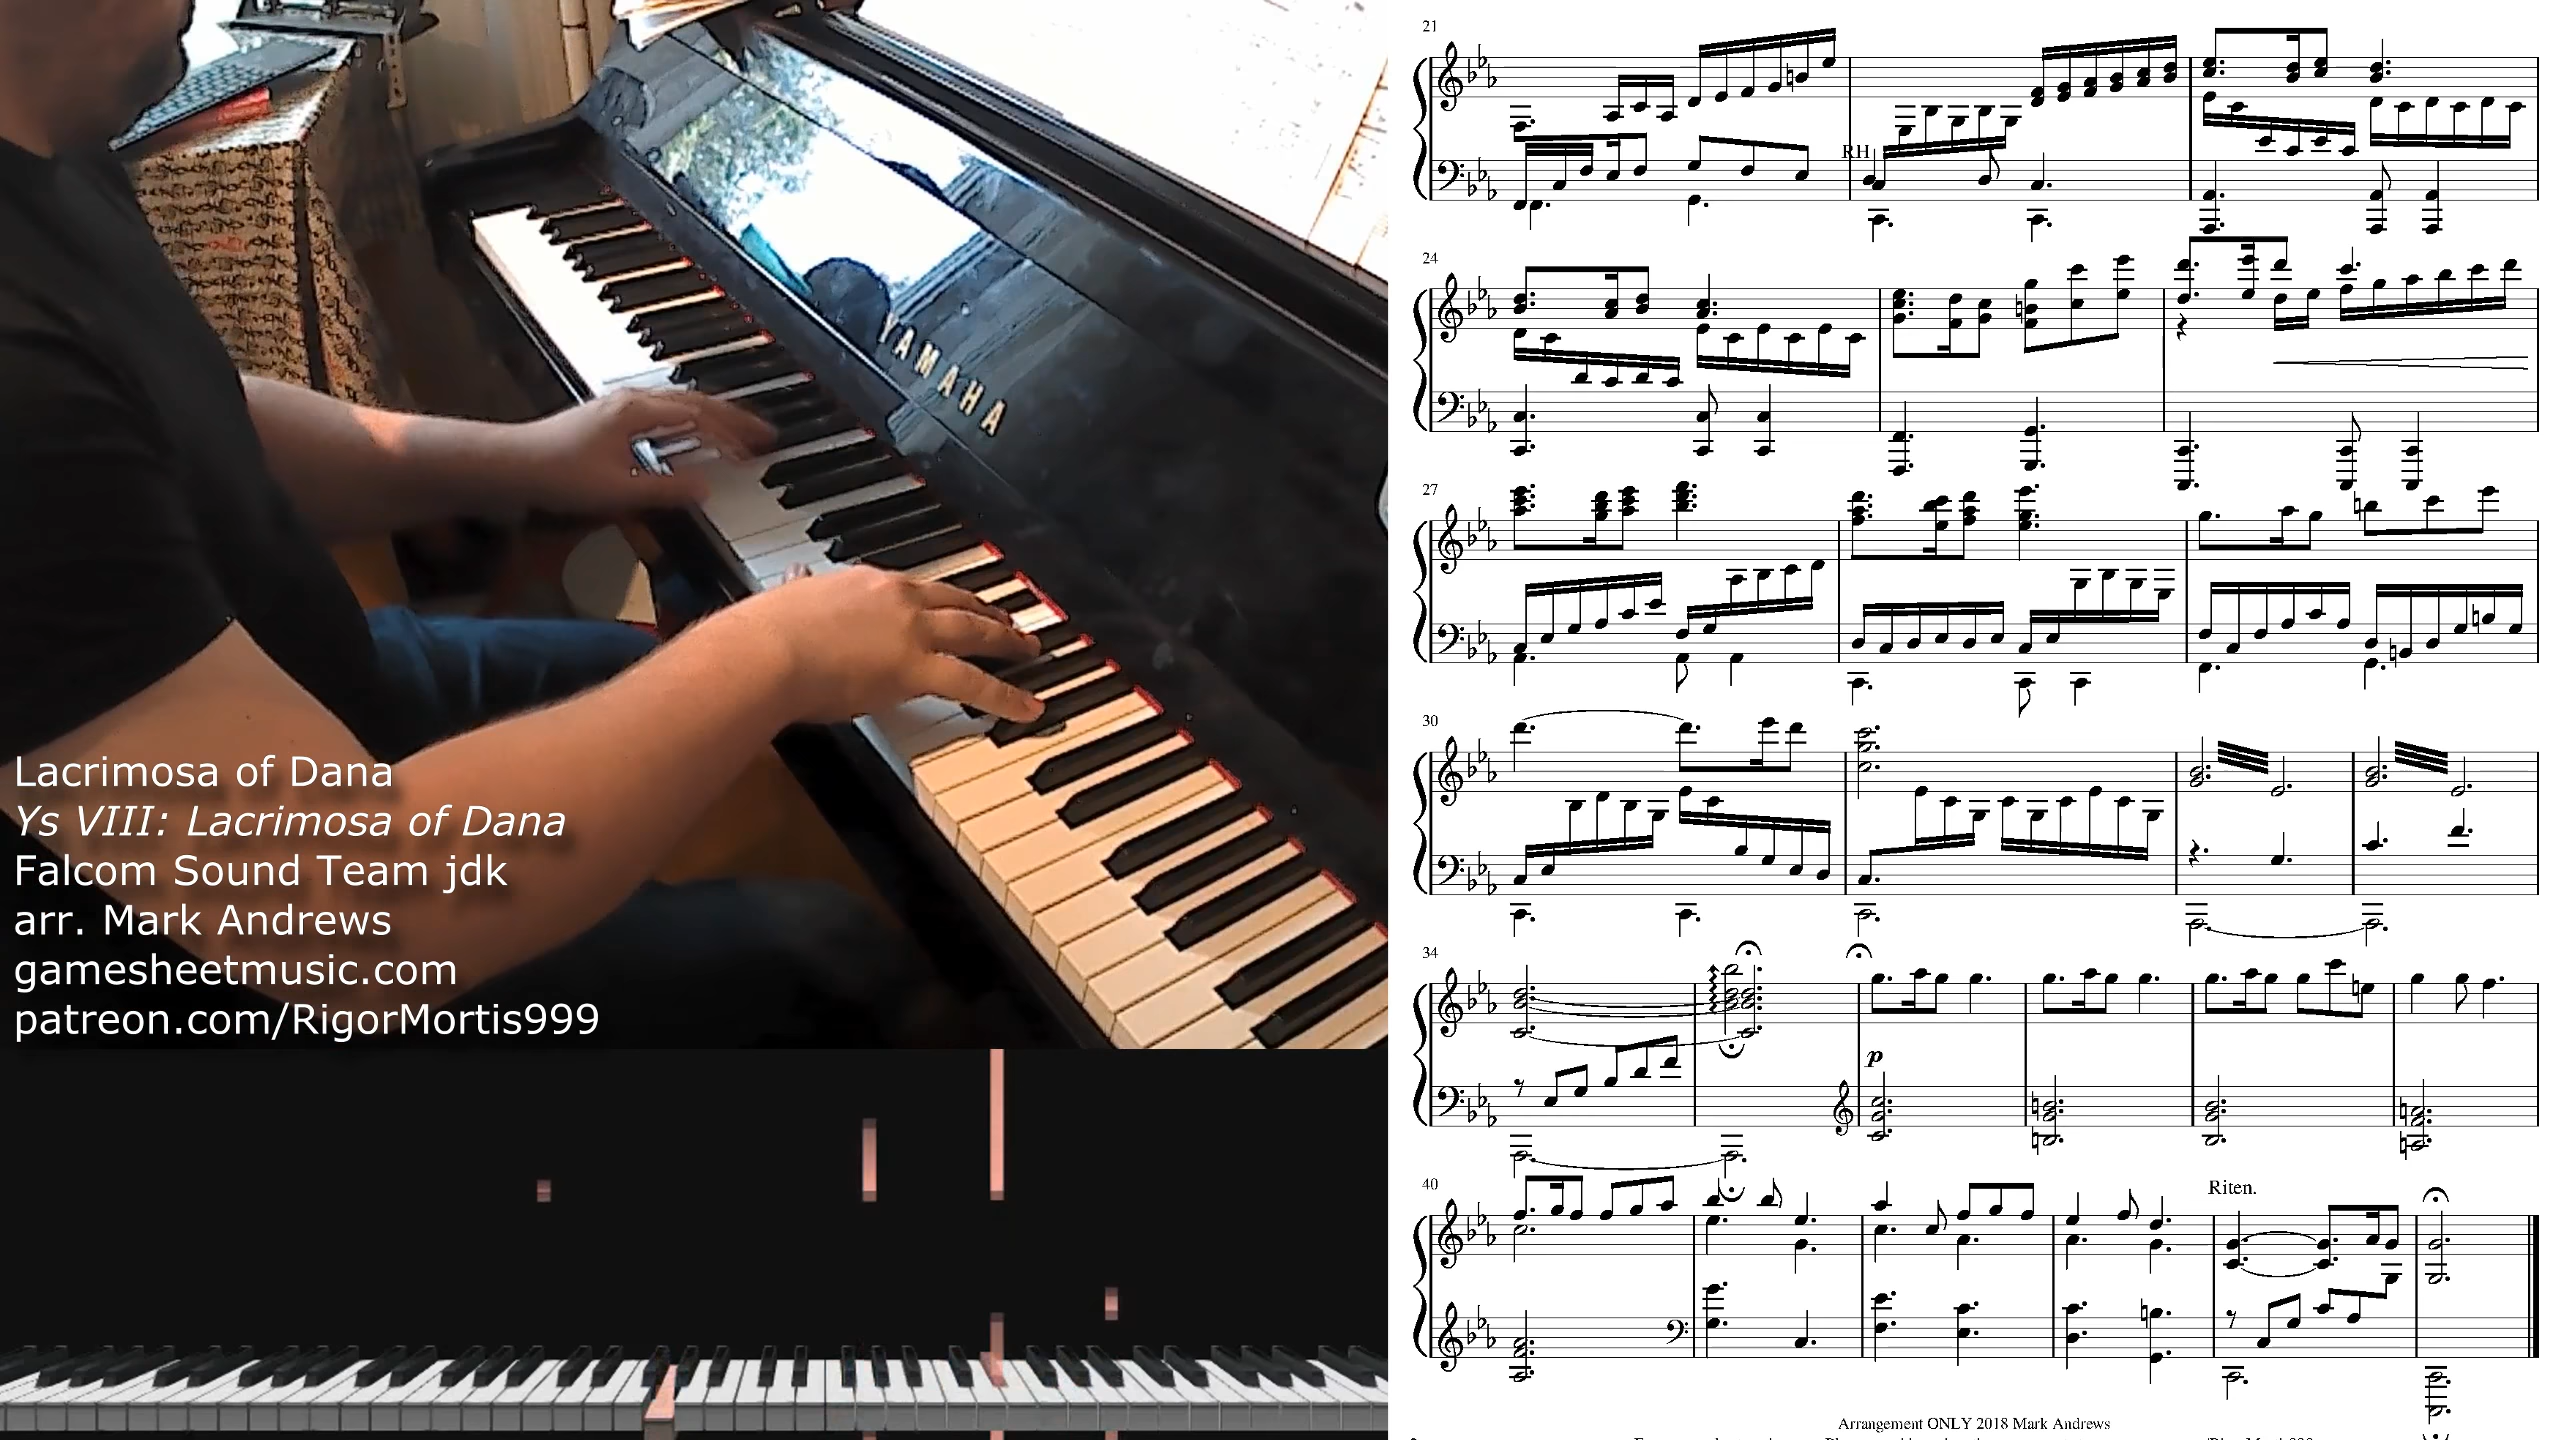 YAMAHA
Lacrimosa of Dana
Ys VIII: Lacrimosa of Dana
Falcom Sound Team jdk
arr. Mark Andrews
gamesheetmusic.com
patreon.com/RigorMortis999
21
RH
24
27
30
34
p
40
Riten.
Arrangement ONLY 2018 Mark Andrews